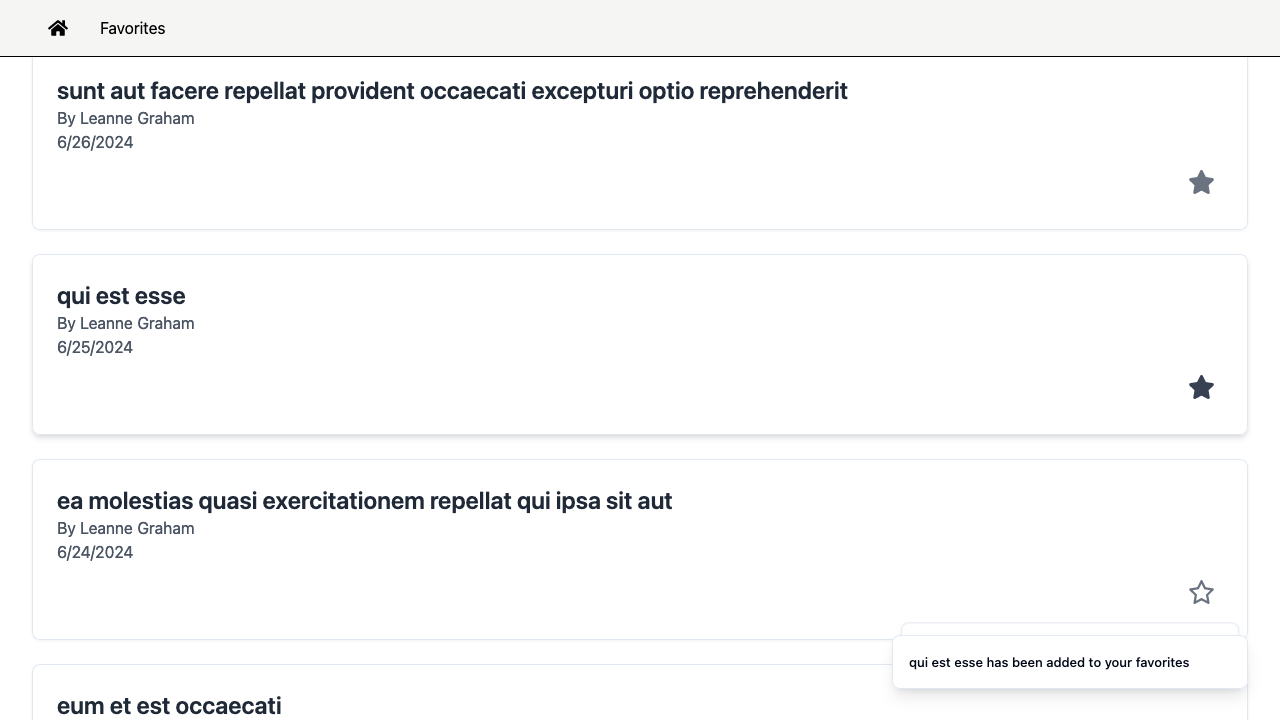 Favorites
sunt aut facere repellat provident occaecati excepturi optio reprehenderit
By Leanne Graham
6/26/2024
qui est esse
By Leanne Graham
6/25/2024
ea molestias quasi exercitationem repellat qui ipsa sit aut
By Leanne Graham
6/24/2024
qui est esse has been added to your favorites
eum et est occaecati